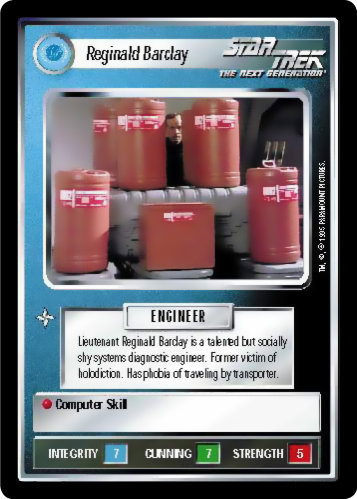 Reginald Barclay
STAR TREK
THE NEXT GENERATION®
ENGINEER
Lieutenant Reginald Barclay is a talented but socially
shy systems diagnostic engineer. Former victim of
holodiction. Has phobia of traveling by transporter.
Computer Skill
INTEGRITY 7 CUNNING 7 STRENGTH 5